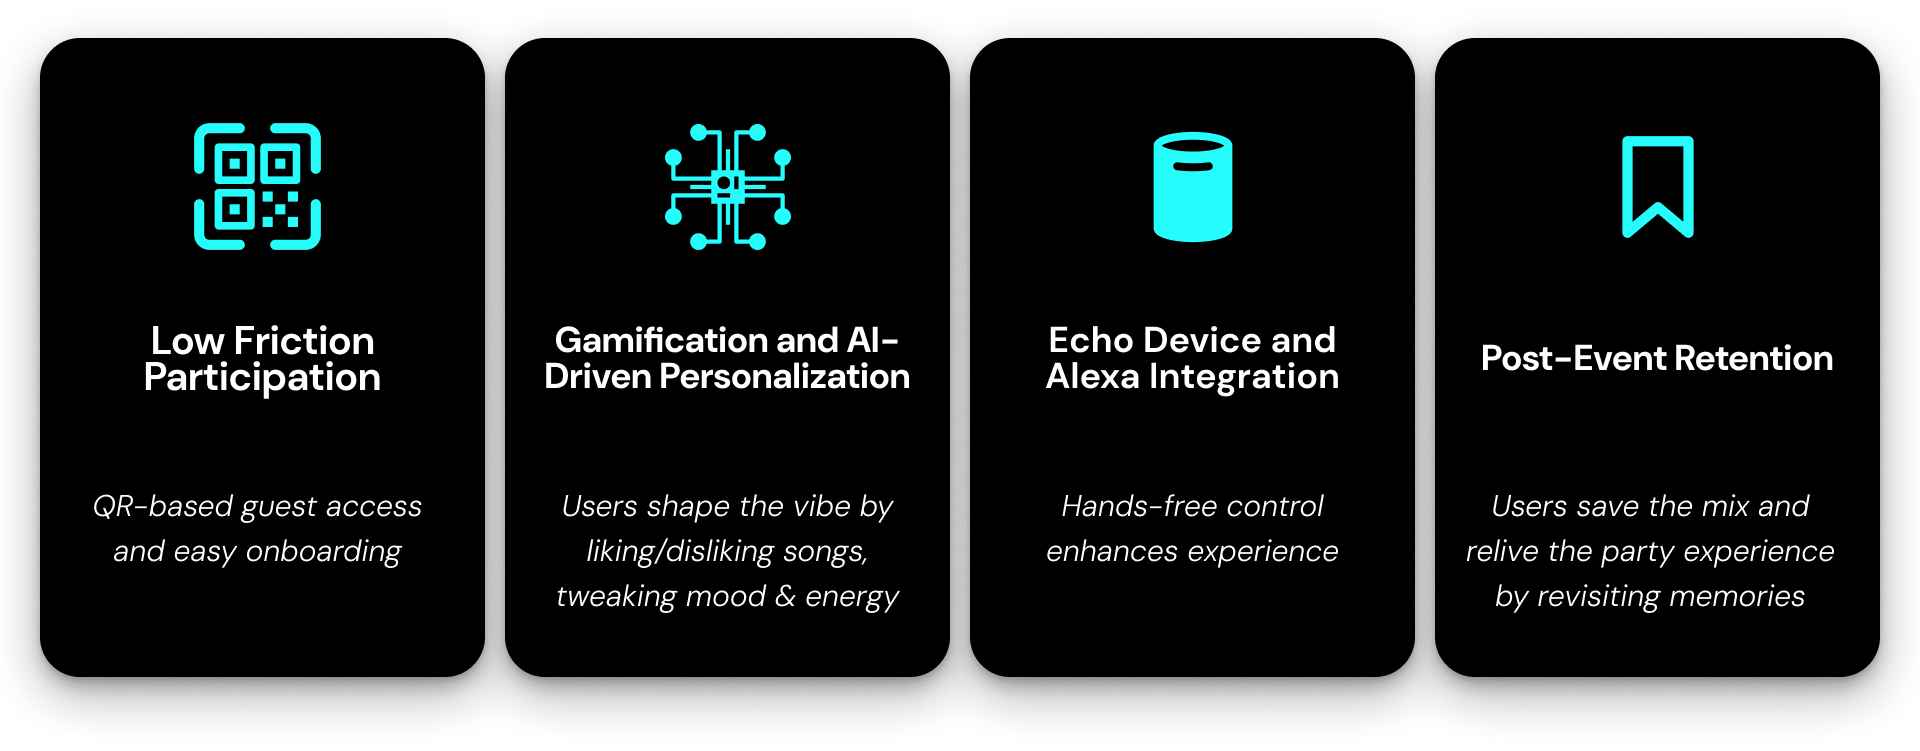 Low Friction
Participation
QR-based guest access
and easy onboarding
Gamification and AI-
Driven Personalization
Users shape the vibe by
liking/disliking songs,
tweaking mood & energy
Echo Device and
Alexa Integration
Hands-free control
enhances experience
Post-Event Retention
Users save the mix and
relive the party experience
by revisiting memories